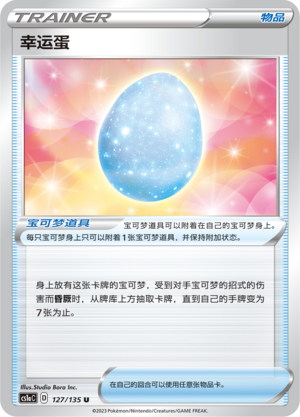 TRAINER 物品
幸运蛋
宝可梦道具 宝可梦道具可以附着在自己的宝可梦身上。
每只宝可梦身上只可以附着1张宝可梦道具，并保持附加状态。
身上放有这张卡牌的宝可梦，受到对手宝可梦的招式的伤
害而昏厥时，从牌库上方抽取卡牌，直到自己的手牌变为
7张为止。
Illus.Studio Bora Inc.
CS1aC D 127/135 U
在自己的回合可以使用任意张物品卡。
©2023 Pokémon/Nintendo/Creatures/GAME FREAK.